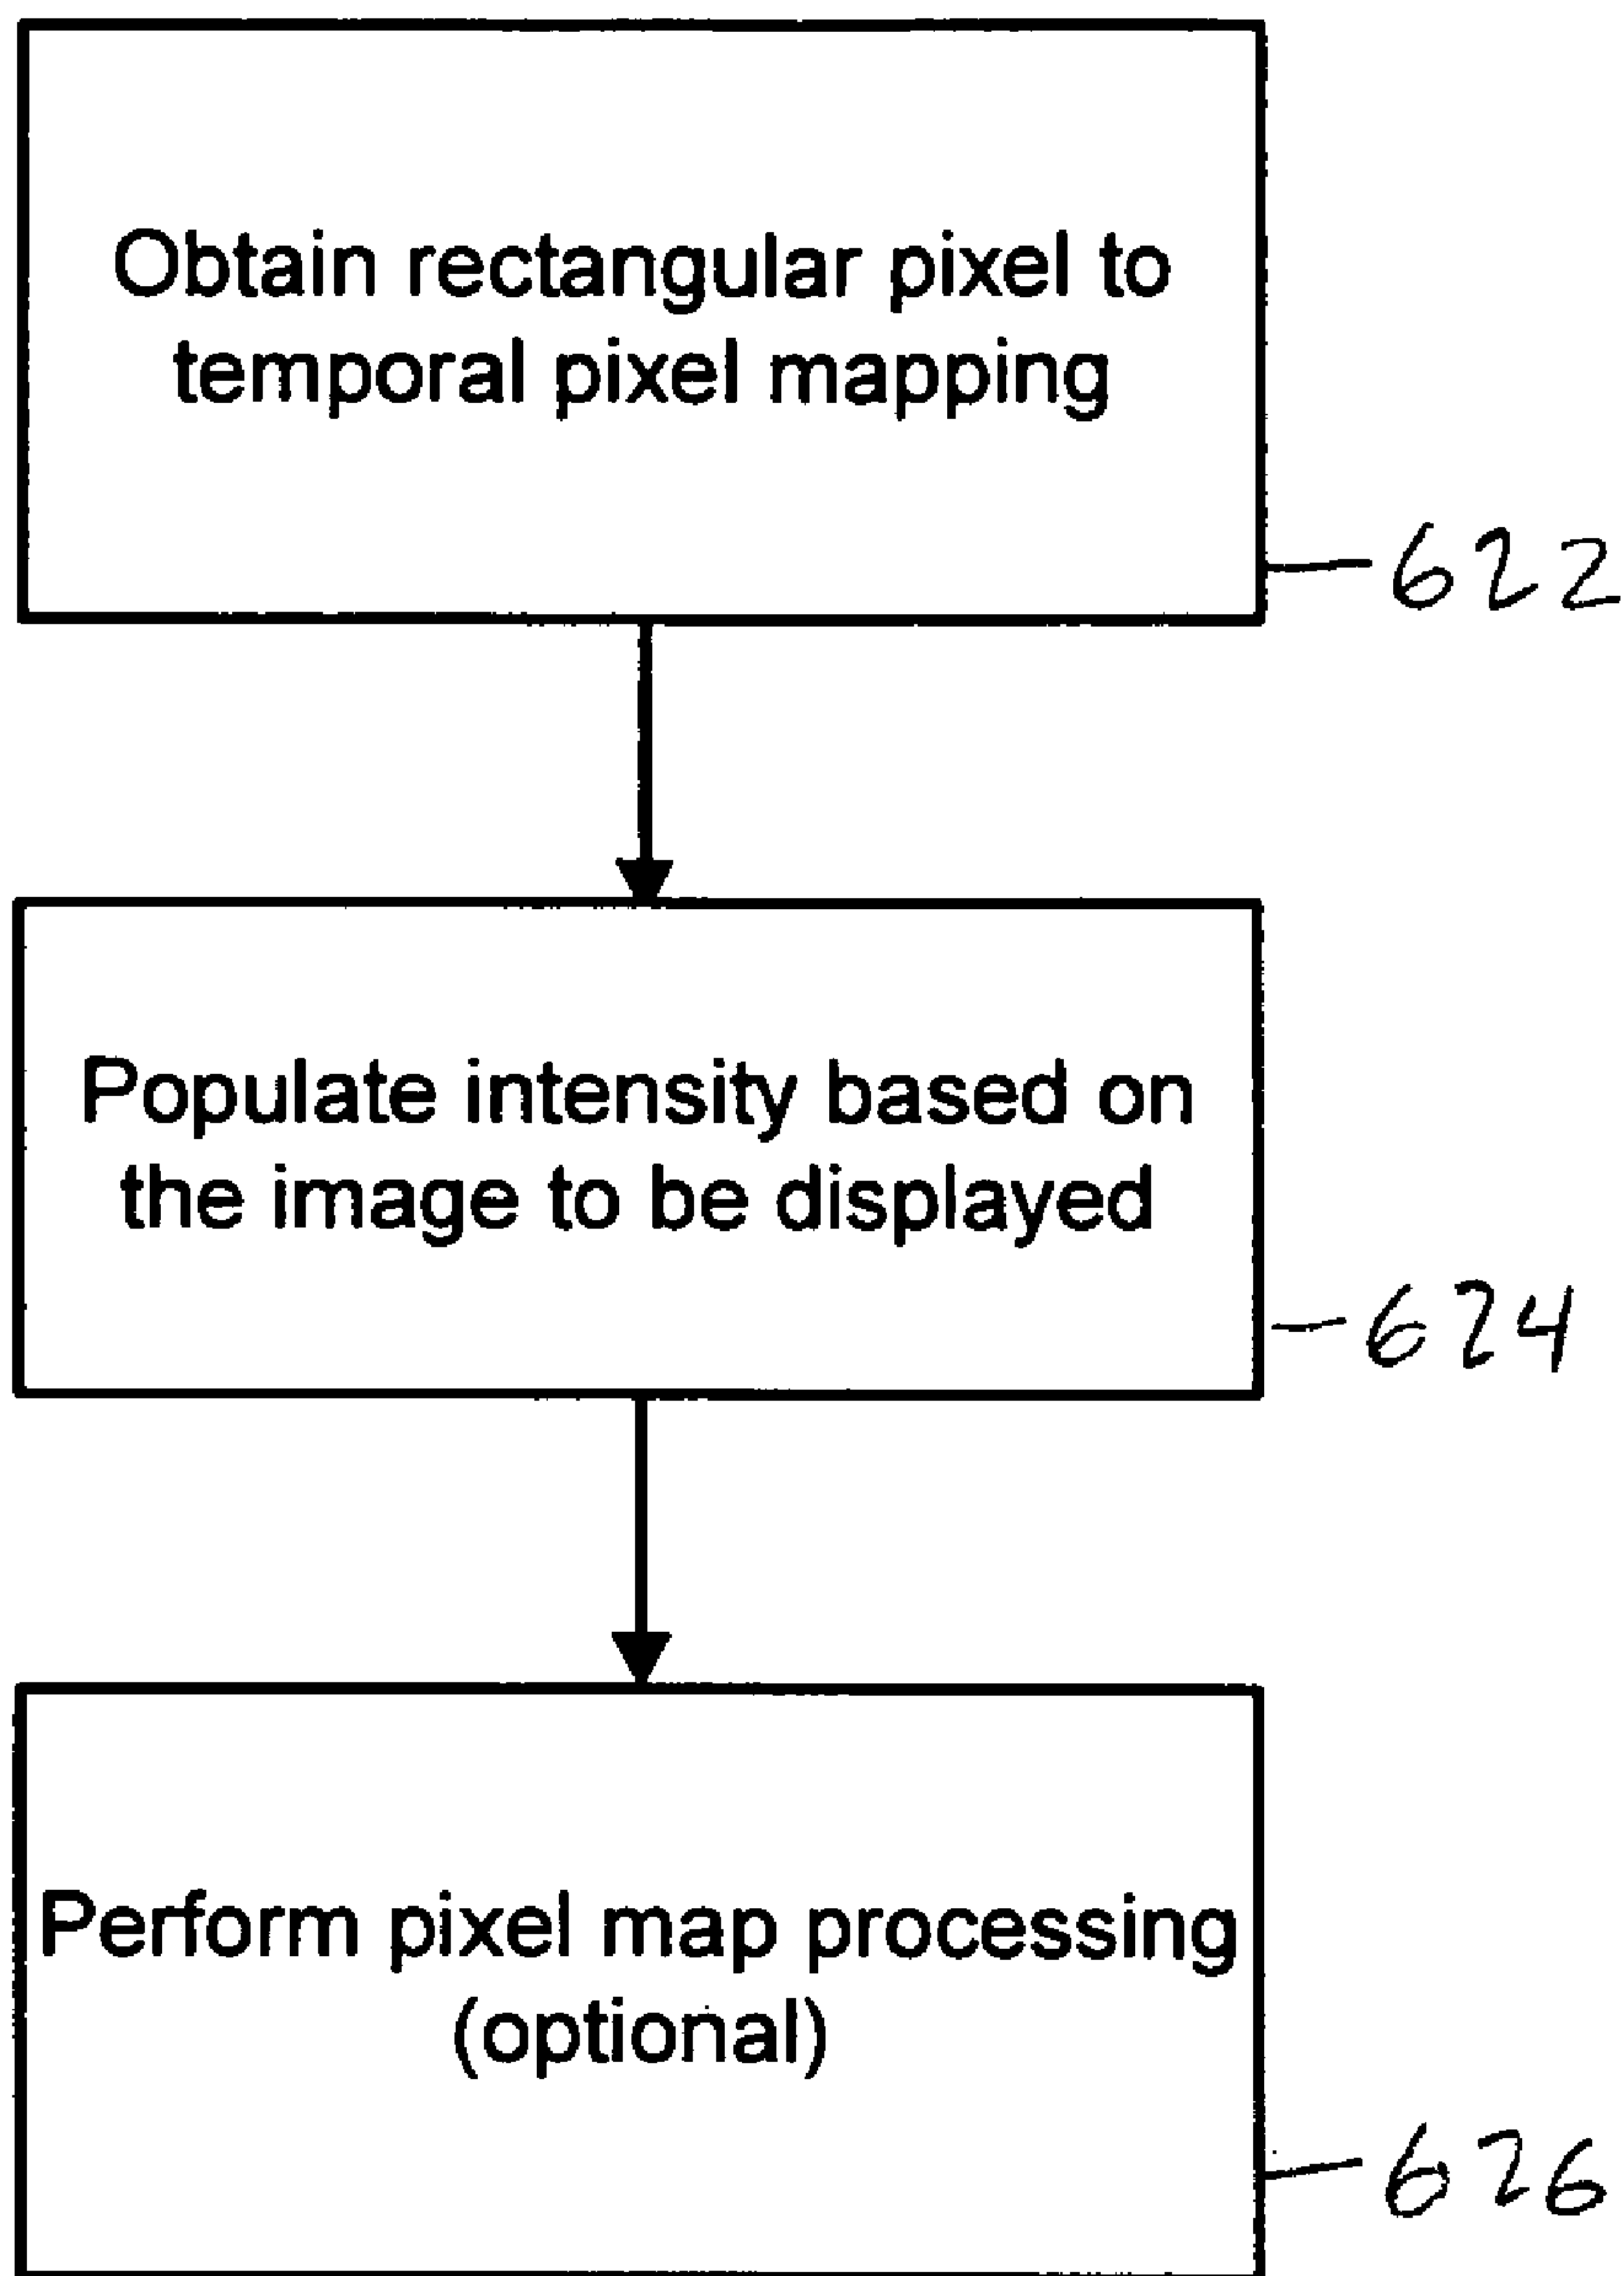 Obtain rectangular pixel to
temporal pixel mapping
622
Populate intensity based on
the image to be displayed
624
Perform pixel map processing
(optional)
626